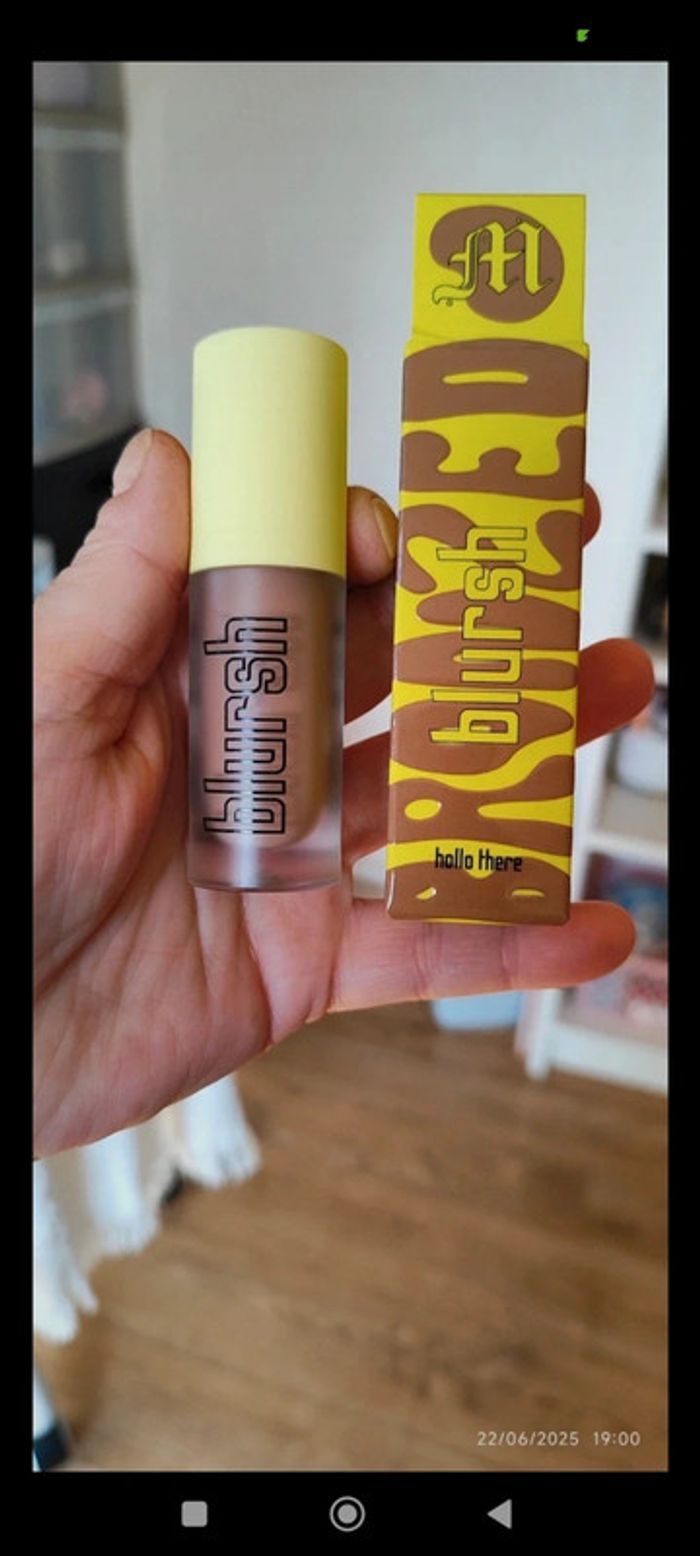 M
BRONZED
blursh
blursh
hollo there
22/06/2025 19:00